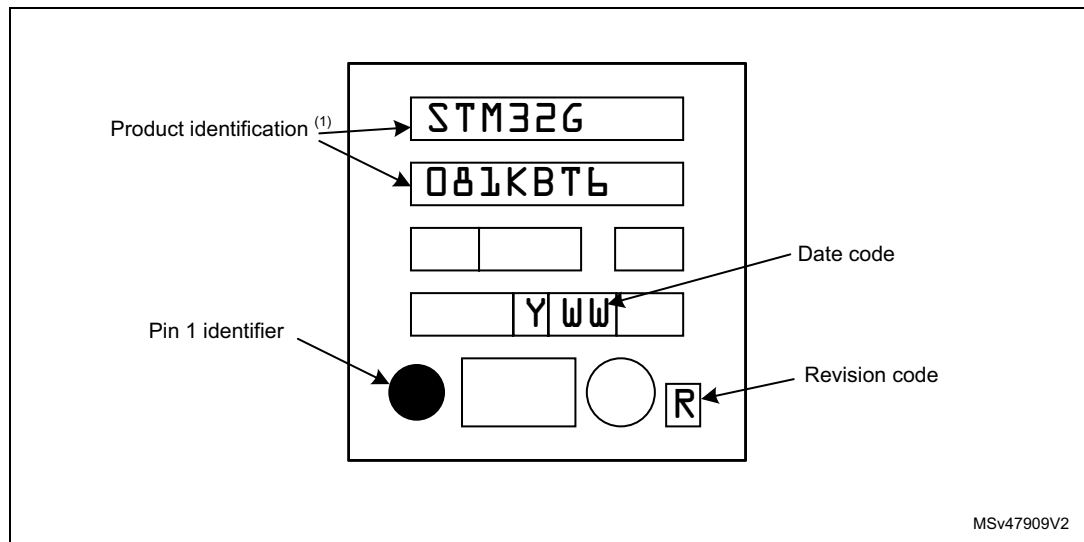 STM32G
Product identification (1)
081KBT6
Date code
Y WW
Pin 1 identifier
Revision code
R
MSv47909V2